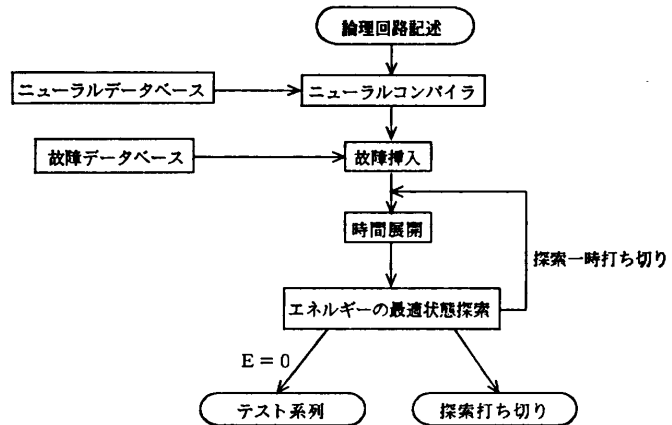 論理回路記述
ニューラルデータベース
ニューラルコンパイラ
故障データベース
故障挿入
時間展開
探索一時打ち切り
エネルギーの最適状態探索
E = 0
テスト系列
探索打ち切り